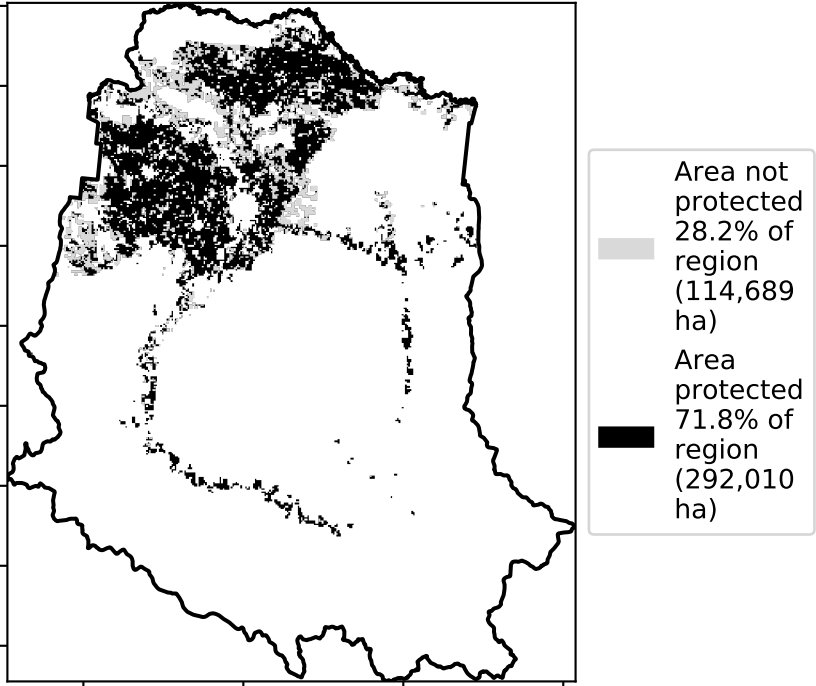 Area not
protected
28.2% of
region
(114,689
ha)
Area
protected
71.8% of
region
(292,010
ha)